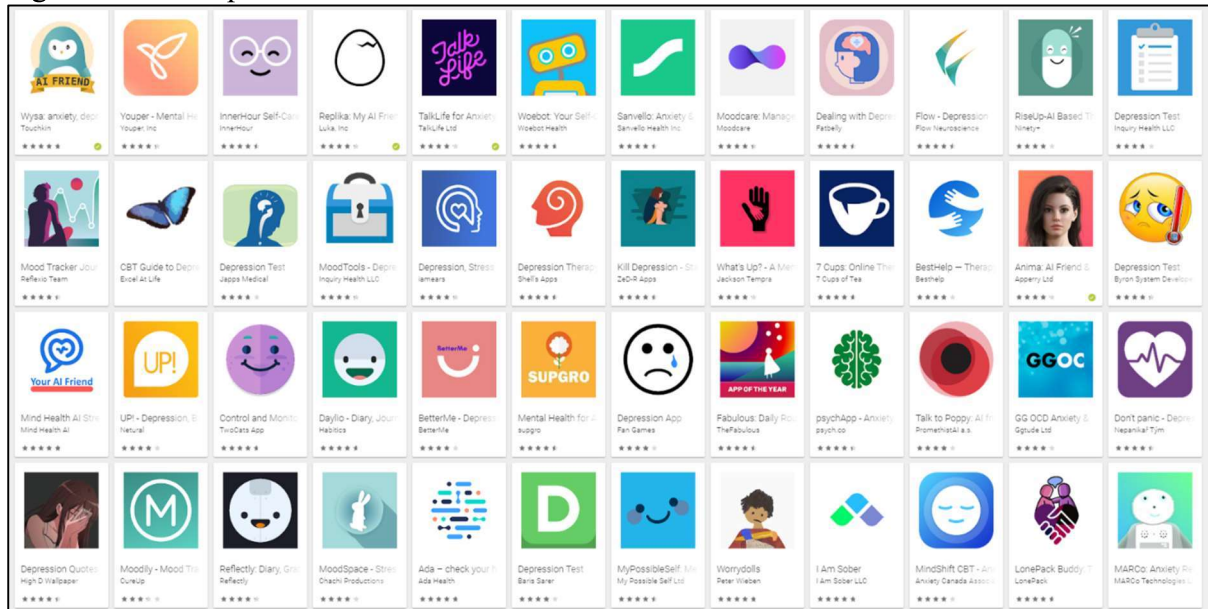 AI FRIEND
Wysa: anxiety, depr
Touchkin
Youper - Mental He
Youper, Inc
InnerHour Self-Care
InnerHour
Replika: My AI Frien
Luka, Inc
Talk
Life
TalkLife for Anxiety
TalkLife Ltd
Woebot: Your Self-
Woebot Health
Sanvello: Anxiety &
Sanvello Health Inc
Moodcare: Manage
Moodcare
Dealing with Depre
Fatbelly
Flow - Depression
Flow Neuroscience
RiseUp-AI Based T
Ninety+
Depression Test
Inquiry Health LLC
Mood Tracker Jour
Reflexio Team
CBT Guide to Depre
Excel At Life
Depression Test
Japps Medical
MoodTools - Depre
Inquiry Health LLC
Depression, Stress
iamears
Depression Therap
Shell's Apps
Kill Depression - St
ZeD-R Apps
What's Up? - A Men
Jackson Tempra
7 Cups: Online The
7 Cups of Tea
BestHelp — Therap
Besthelp
Anima: AI Friend &
Apperry Ltd
Depression Test
Byron System Develop
Your AI Friend
Mind Health AI Stre
Mind Health AI
UP!
UP! - Depression, B
Natural
Control and Monito
TwoCats App
Daylio - Diary, Jour
Habitics
BetterMe
BetterMe - Depress
BetterMe
SUPGRO
Mental Health for A
supgro
Depression App
Fan Games
APP OF THE YEAR
Fabulous: Daily Rou
TheFabulous
psychApp - Anxiety
psych.co
Talk to Poppy: AI fr
PromethistAI a.s.
GGOC
GG OCD Anxiety &
Ggtude Ltd
Don't panic - Depre
Nepanikař Tým
Depression Quotes
High D Wallpaper
M
Moodily - Mood Tra
CureUp
Reflectly: Diary, Gra
Reflectly
MoodSpace - Stres
Chachi Productions
Ada – check your h
Ada Health
D
Depression Test
Baris Sarer
MyPossibleSelf: Me
My Possible Self Ltd
Worrydolls
Peter Wieben
I Am Sober
I Am Sober LLC
MindShift CBT - An
Anxiety Canada Assoc
LonePack Buddy: T
LonePack
MARCo: Anxiety Re
MARCo Technologies L